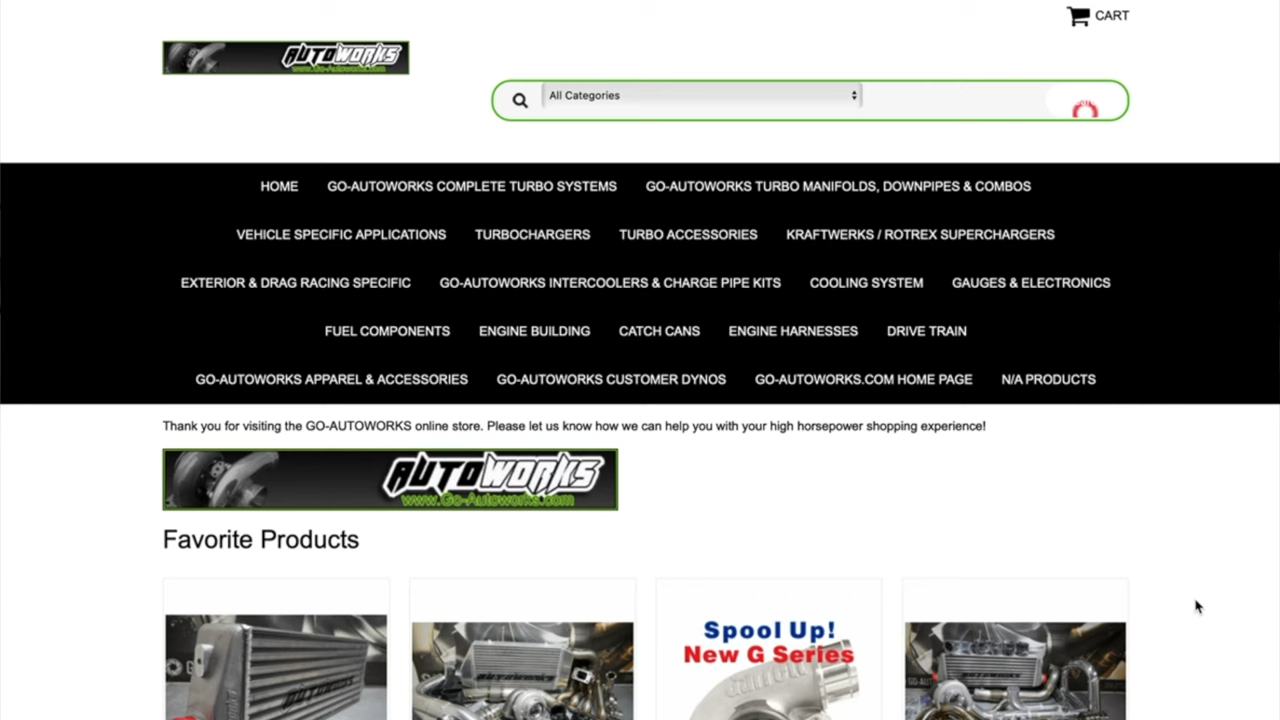 CART
AUTOWORKS
www.Go-Autoworks.com
All Categories
HOME GO-AUTOWORKS COMPLETE TURBO SYSTEMS GO-AUTOWORKS TURBO MANIFOLDS, DOWNPIPES & COMBOS
VEHICLE SPECIFIC APPLICATIONS TURBOCHARGERS TURBO ACCESSORIES KRAFTWERKS / ROTREX SUPERCHARGERS
EXTERIOR & DRAG RACING SPECIFIC GO-AUTOWORKS INTERCOOLERS & CHARGE PIPE KITS COOLING SYSTEM GAUGES & ELECTRONICS
FUEL COMPONENTS ENGINE BUILDING CATCH CANS ENGINE HARNESSES DRIVE TRAIN
GO-AUTOWORKS APPAREL & ACCESSORIES GO-AUTOWORKS CUSTOMER DYNOS GO-AUTOWORKS.COM HOME PAGE N/A PRODUCTS
Thank you for visiting the GO-AUTOWORKS online store. Please let us know how we can help you with your high horsepower shopping experience!
AUTOWORKS
www.Go-Autoworks.com
Favorite Products
Spool Up!
New G Series